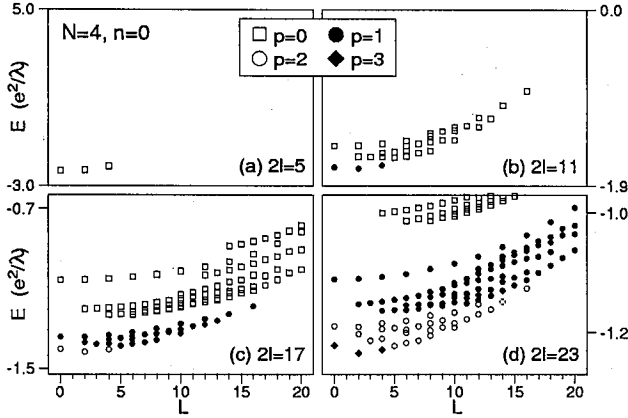 5.0
N=4, n=0
p=0 p=1
p=2 p=3
0.0
E (e²/λ)
(a) 2l=5
(b) 2l=11
-3.0
-1.9
-0.7
-1.0
E (e²/λ)
-1.2
-1.5
(c) 2l=17
(d) 2l=23
0 5 10 15 20
0 5 10 15 20
L
L